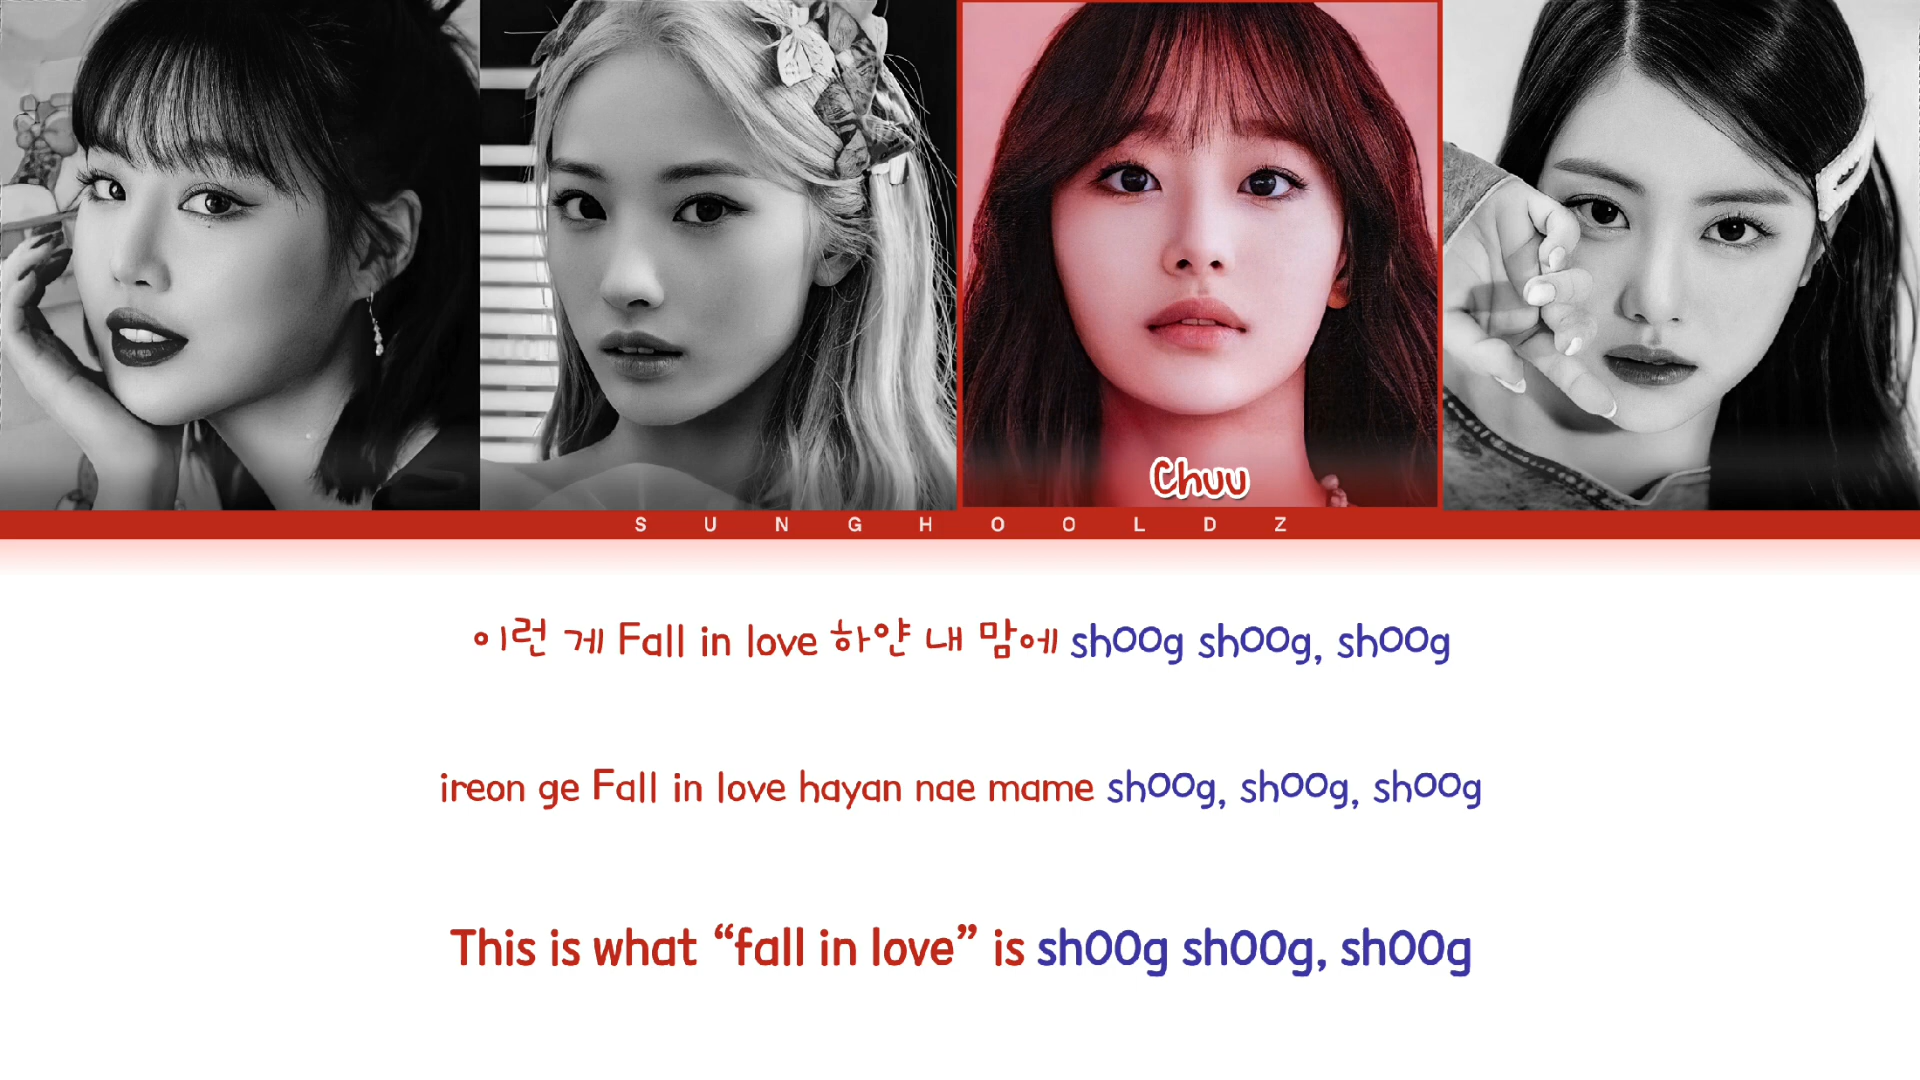 Chuu
SUNGHOOLDZ
이런 게 Fall in love 하얀 내 맘에 shOOg shOOg, shOOg
ireon ge Fall in love hayan nae mame shOOg, shOOg, shOOg
This is what “fall in love” is shOOg shOOg, shOOg